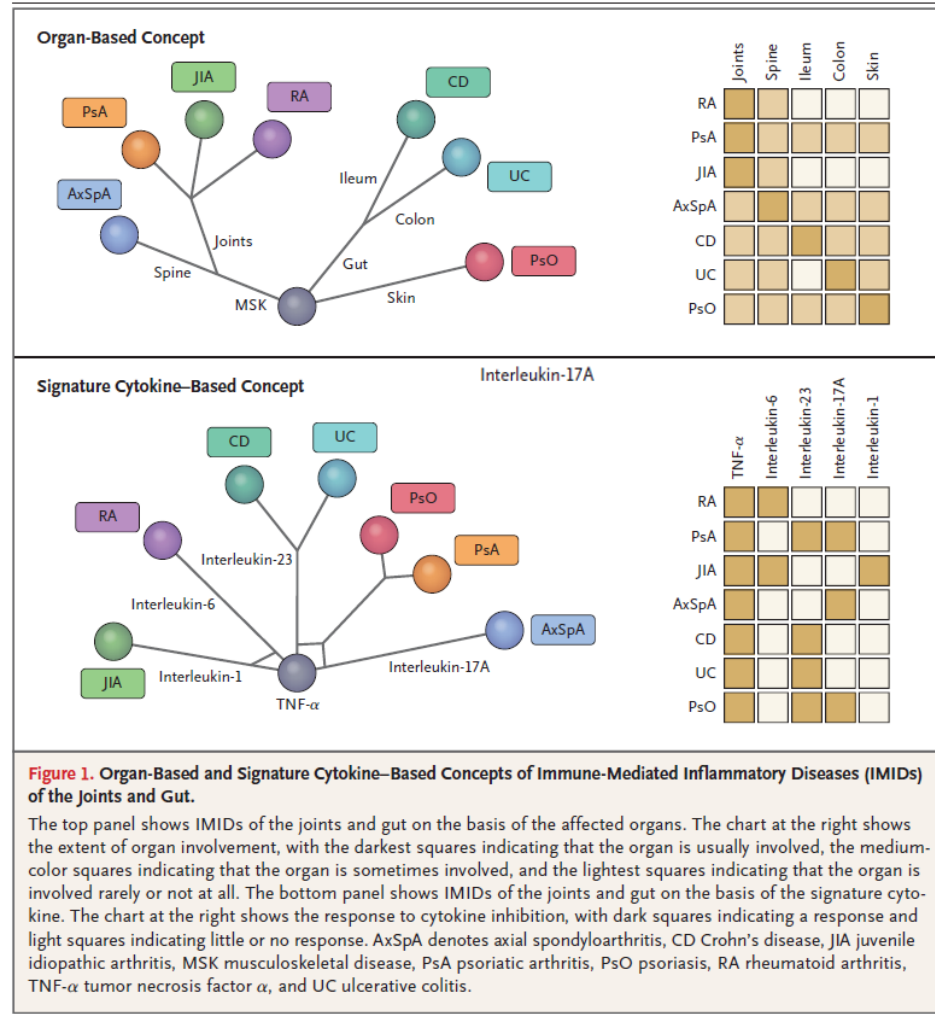 Organ-Based Concept
JIA
CD
RA
PsA
UC
AxSpA
Ileum
Colon
Joints
PsO
Gut
Spine
Skin
MSK
Joints
Spine
Ileum
Colon
Skin
RA
PsA
JIA
AxSpA
CD
UC
PsO
Signature Cytokine–Based Concept
Interleukin-17A
CD
UC
PsO
RA
PsA
Interleukin-23
Interleukin-6
AxSpA
Interleukin-17A
Interleukin-1
JIA
TNF-α
TNF-α
Interleukin-6
Interleukin-23
Interleukin-17A
Interleukin-1
RA
PsA
JIA
AxSpA
CD
UC
PsO
Figure 1. Organ-Based and Signature Cytokine–Based Concepts of Immune-Mediated Inflammatory Diseases (IMIDs)
of the Joints and Gut.
The top panel shows IMIDs of the joints and gut on the basis of the affected organs. The chart at the right shows
the extent of organ involvement, with the darkest squares indicating that the organ is usually involved, the medium-
color squares indicating that the organ is sometimes involved, and the lightest squares indicating that the organ is
involved rarely or not at all. The bottom panel shows IMIDs of the joints and gut on the basis of the signature cyto-
kine. The chart at the right shows the response to cytokine inhibition, with dark squares indicating a response and
light squares indicating little or no response. AxSpA denotes axial spondyloarthritis, CD Crohn's disease, JIA juvenile
idiopathic arthritis, MSK musculoskeletal disease, PsA psoriatic arthritis, PsO psoriasis, RA rheumatoid arthritis,
TNF-α tumor necrosis factor α, and UC ulcerative colitis.